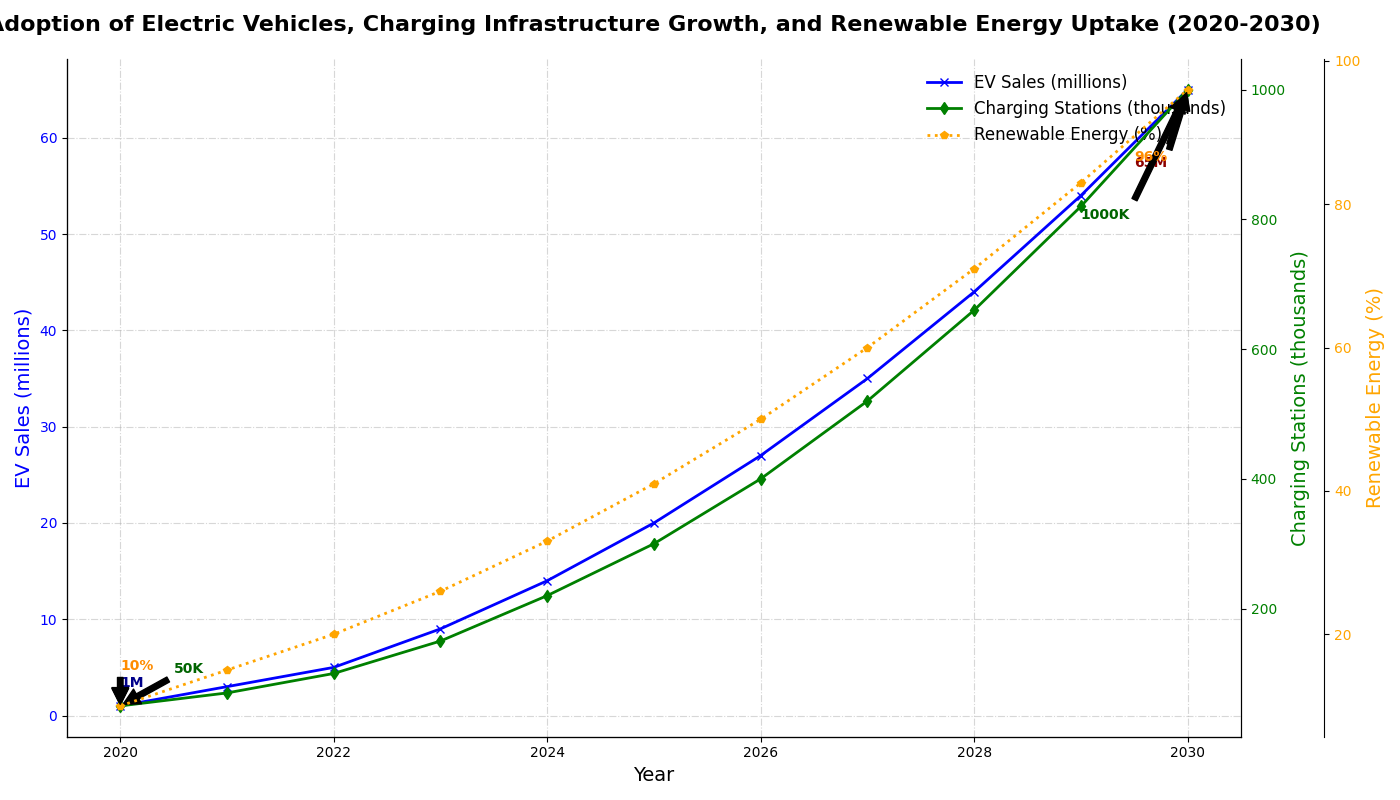 Adoption of Electric Vehicles, Charging Infrastructure Growth, and Renewable Energy Uptake (2020-2030)
EV Sales (millions)
Charging Stations (thousands)
Renewable Energy (%)
EV Sales (millions)
60
50
40
30
20
10
0
1000
800
600
400
200
Charging Stations (thousands)
100
80
60
40
20
Renewable Energy (%)
96%
65M
1000K
10%
50K
1M
2020
2022
2024
2026
2028
2030
Year